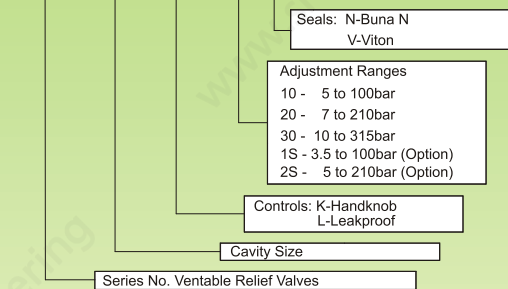 Seals: N-Buna N
V-Viton
Adjustment Ranges
10 - 5 to 100bar
20 - 7 to 210bar
30 - 10 to 315bar
1S - 3.5 to 100bar (Option)
2S - 5 to 210bar (Option)
Controls: K-Handknob
L-Leakproof
Cavity Size
Series No. Ventable Relief Valves